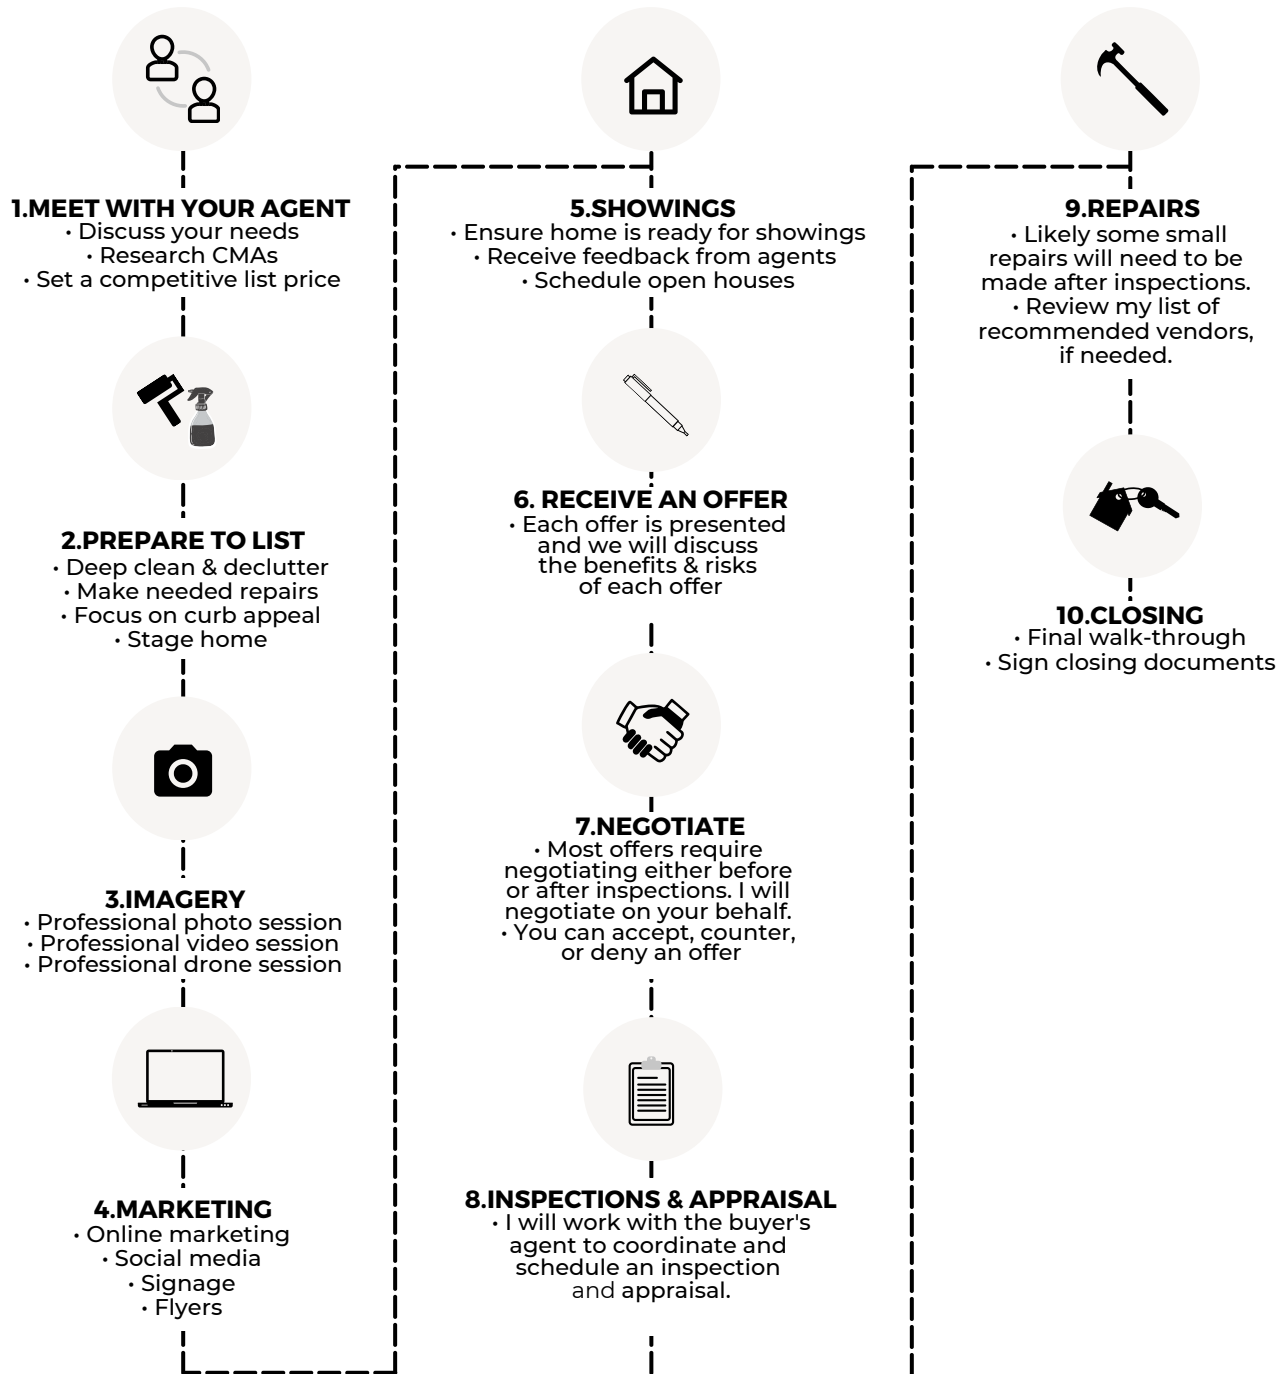 1.MEET WITH YOUR AGENT
• Discuss your needs
• Research CMAs
• Set a competitive list price
2.PREPARE TO LIST
• Deep clean & declutter
• Make needed repairs
• Focus on curb appeal
• Stage home
3.IMAGERY
• Professional photo session
• Professional video session
• Professional drone session
4.MARKETING
• Online marketing
• Social media
• Signage
• Flyers
5.SHOWINGS
• Ensure home is ready for showings
• Receive feedback from agents
• Schedule open houses
6. RECEIVE AN OFFER
• Each offer is presented
and we will discuss
the benefits & risks
of each offer
7.NEGOTIATE
• Most offers require
negotiating either before
or after inspections. I will
negotiate on your behalf.
• You can accept, counter,
or deny an offer
8.INSPECTIONS & APPRAISAL
• I will work with the buyer's
agent to coordinate and
schedule an inspection
and appraisal.
9.REPAIRS
• Likely some small
repairs will need to be
made after inspections.
• Review my list of
recommended vendors,
if needed.
10.CLOSING
• Final walk-through
• Sign closing documents